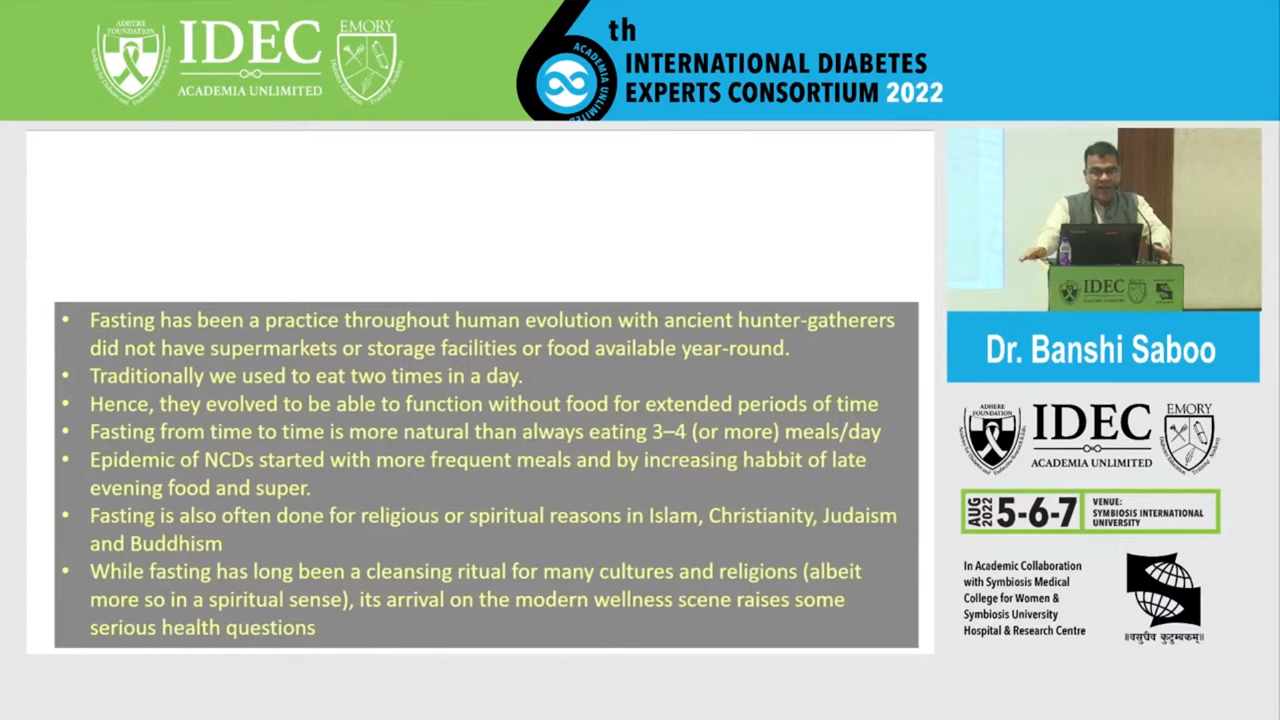 ADHERE
FOUNDATION
IDEC
ACADEMIA UNLIMITED
EMORY
6th
ACADEMIA UNLIMITED
INTERNATIONAL DIABETES
EXPERTS CONSORTIUM 2022
• Fasting has been a practice throughout human evolution with ancient hunter-gatherers
did not have supermarkets or storage facilities or food available year-round.
• Traditionally we used to eat two times in a day.
• Hence, they evolved to be able to function without food for extended periods of time
• Fasting from time to time is more natural than always eating 3–4 (or more) meals/day
• Epidemic of NCDs started with more frequent meals and by increasing habbit of late
evening food and super.
• Fasting is also often done for religious or spiritual reasons in Islam, Christianity, Judaism
and Buddhism
• While fasting has long been a cleansing ritual for many cultures and religions (albeit
more so in a spiritual sense), its arrival on the modern wellness scene raises some
serious health questions
IDEC
Dr. Banshi Saboo
ADHERE
FOUNDATION
IDEC
ACADEMIA UNLIMITED
EMORY
AUG
2022
5-6-7
VENUE:
SYMBIOSIS INTERNATIONAL
UNIVERSITY
In Academic Collaboration
with Symbiosis Medical
College for Women &
Symbiosis University
Hospital & Research Centre
॥वसुधैव कुटुम्बकम्॥